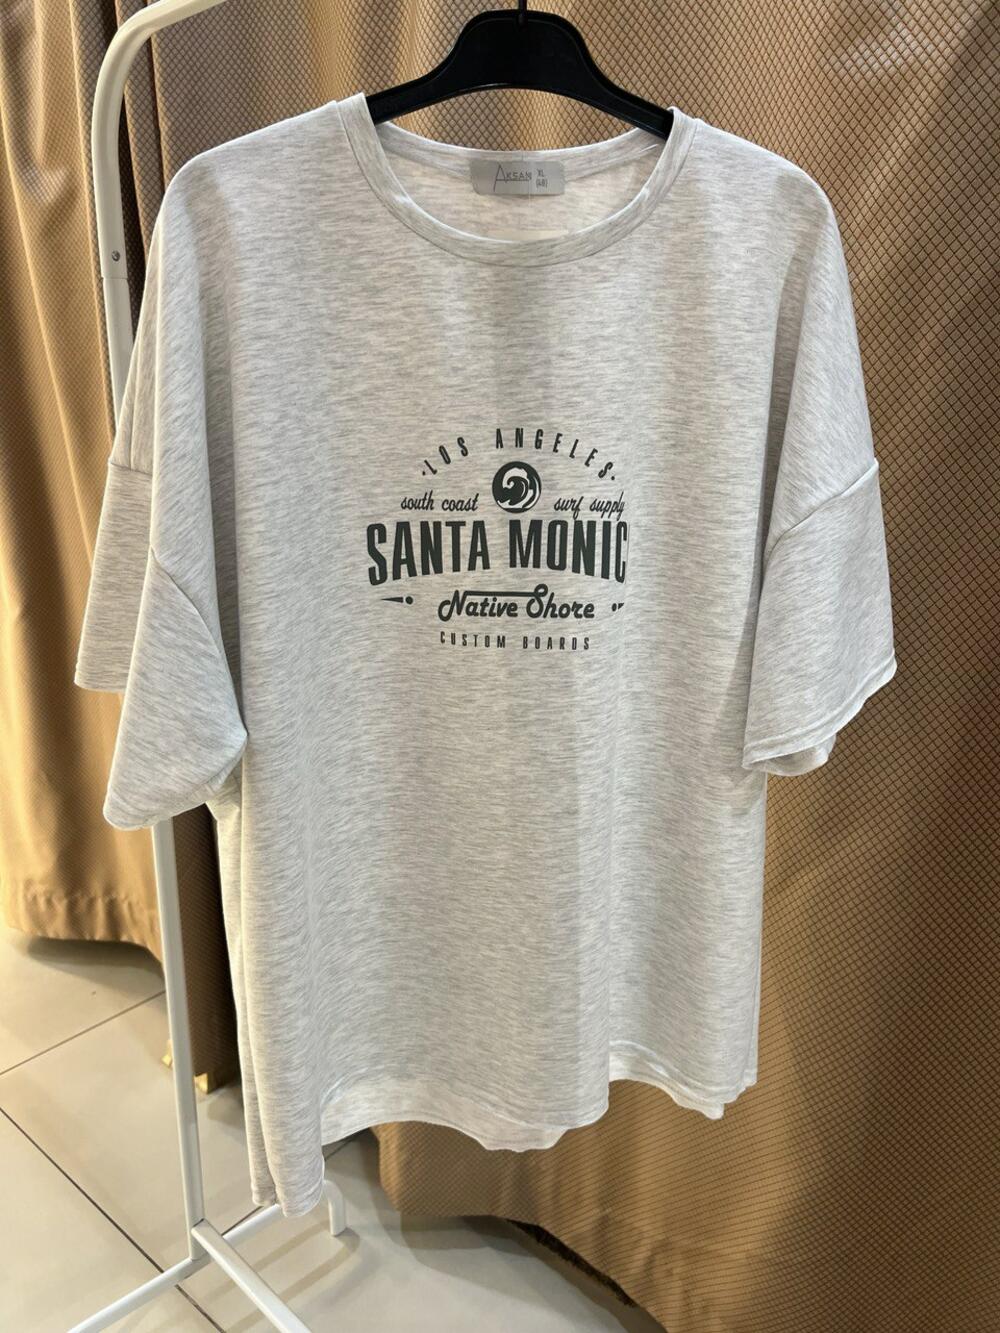 AKSAN XL
(48)
·LOS ANGELES·
south coast surf supply
SANTA MONIC
Native Shore
CUSTOM BOARDS